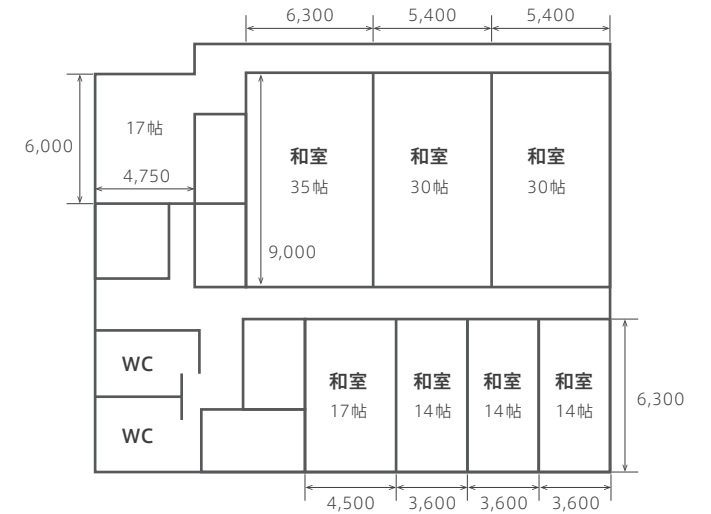 6,300 5,400 5,400
17帖
6,000
4,750
和室 和室 和室
35帖 30帖 30帖
9,000
WC
WC
和室 和室 和室 和室
17帖 14帖 14帖 14帖
6,300
4,500 3,600 3,600 3,600